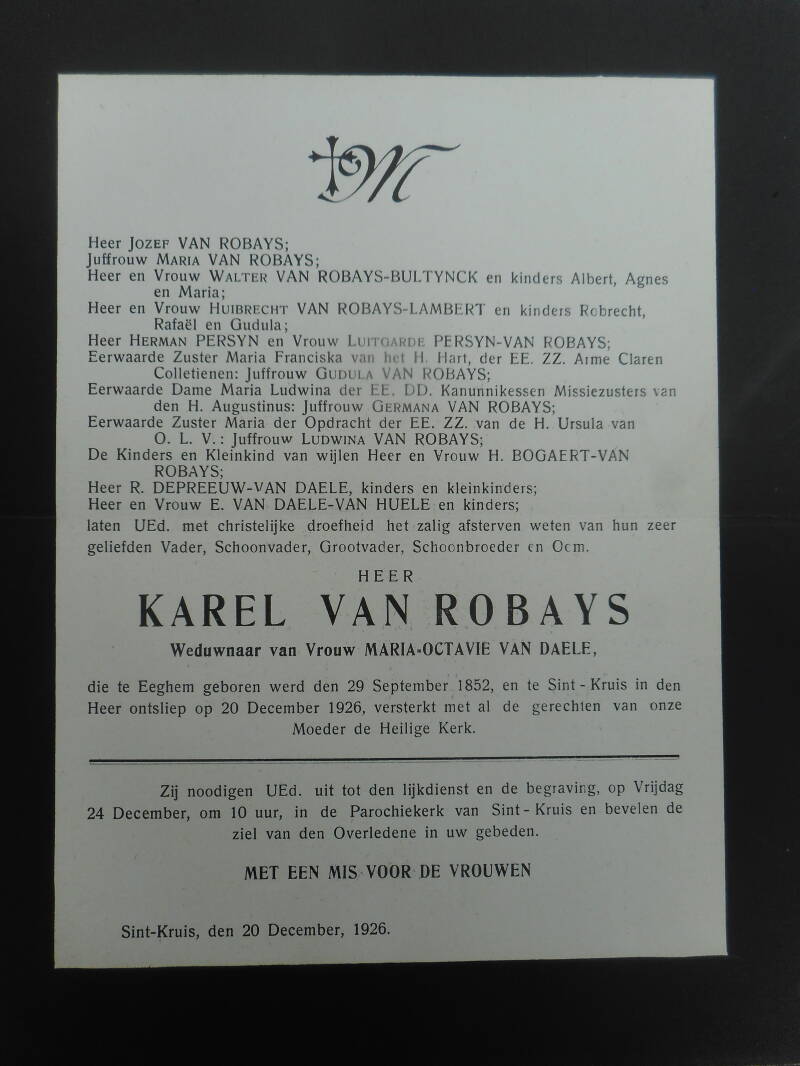 M
Heer JOZEF VAN ROBAYS;
Juffrouw MARIA VAN ROBAYS;
Heer en Vrouw WALTER VAN ROBAYS-BULTYNCK en kinders Albert, Agnes
en Maria;
Heer en Vrouw HUIBRECHT VAN ROBAYS-LAMBERT en kinders Robrecht,
Rafaël en Gudula;
Heer HERMAN PERSYN en Vrouw LUITGARDE PERSYN-VAN ROBAYS;
Eerwaarde Zuster Maria Franciska van het H. Hart, der EE. ZZ. Arme Claren
Colletienen: Juffrouw GUDULA VAN ROBAYS;
Eerwaarde Dame Maria Ludwina der EE. DD. Kanunnikessen Missiezusters van
den H. Augustinus: Juffrouw GERMANA VAN ROBAYS;
Eerwaarde Zuster Maria der Opdracht der EE. ZZ. van de H. Ursula van
O. L. V.: Juffrouw LUDWINA VAN ROBAYS;
De Kinders en Kleinkind van wijlen Heer en Vrouw H. BOGAERT-VAN
ROBAYS;
Heer R. DEPREEUW-VAN DAELE, kinders en kleinkinders;
Heer en Vrouw E. VAN DAELE-VAN HUELE en kinders;
laten UEd. met christelijke droefheid het zalig afsterven weten van hun zeer
geliefden Vader, Schoonvader, Grootvader, Schoonbroeder en Oom.
HEER
KAREL VAN ROBAYS
Weduwnaar van Vrouw MARIA-OCTAVIE VAN DAELE,
die te Eeghem geboren werd den 29 September 1852, en te Sint-Kruis in den
Heer ontsliep op 20 December 1926, versterkt met al de gerechten van onze
Moeder de Heilige Kerk.
Zij noodigen UEd. uit tot den lijkdienst en de begraving, op Vrijdag
24 December, om 10 uur, in de Parochiekerk van Sint-Kruis en bevelen de
ziel van den Overledene in uw gebeden.
MET EEN MIS VOOR DE VROUWEN
Sint-Kruis, den 20 December, 1926.